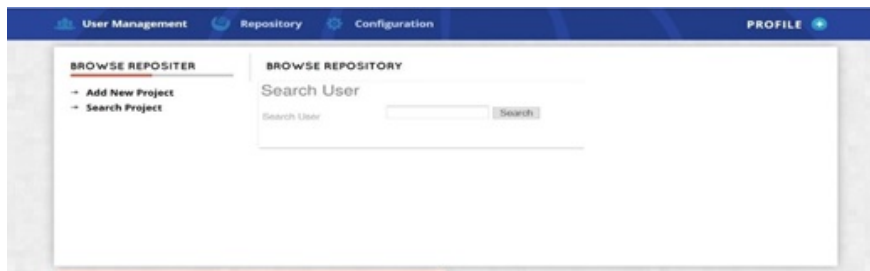 User Management Repository Configuration PROFILE
BROWSE REPOSITER
→ Add New Project
→ Search Project
BROWSE REPOSITORY
Search User
Search User Search